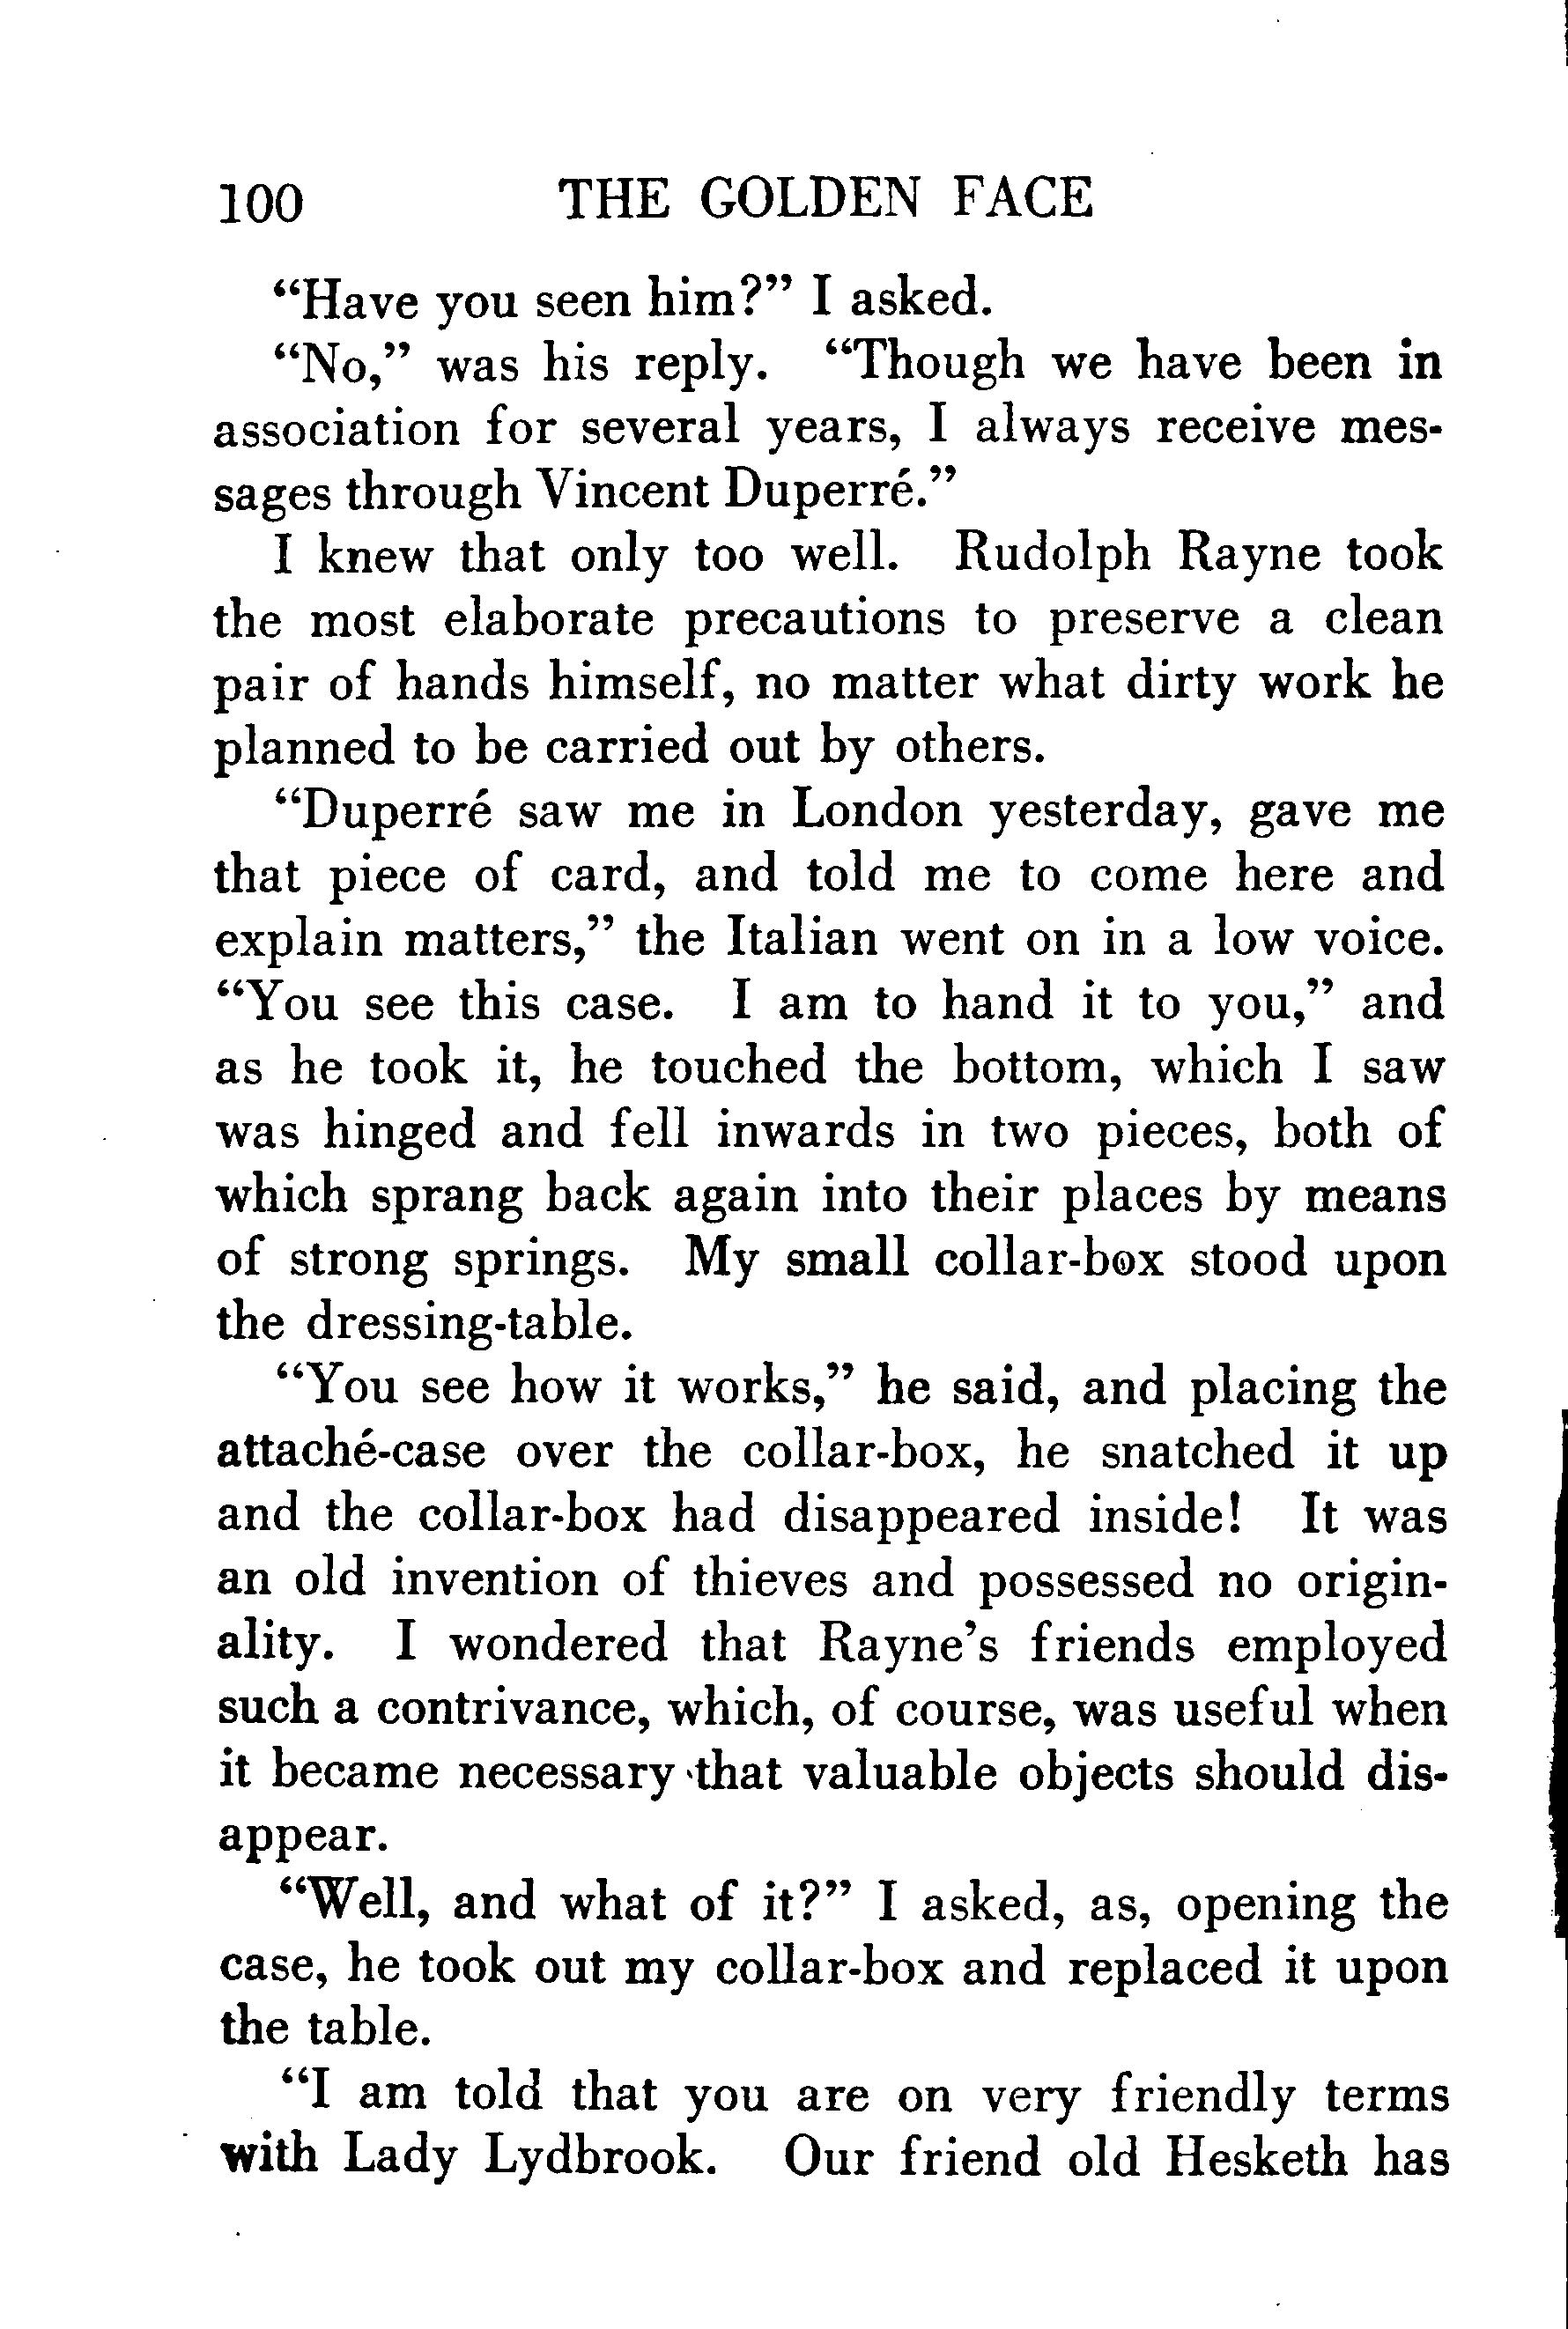 100 THE GOLDEN FACE
“Have you seen him?” I asked.
“No,” was his reply. “Though we have been in
association for several years, I always receive mes-
sages through Vincent Duperré.”
I knew that only too well. Rudolph Rayne took
the most elaborate precautions to preserve a clean
pair of hands himself, no matter what dirty work he
planned to be carried out by others.
“Duperré saw me in London yesterday, gave me
that piece of card, and told me to come here and
explain matters,” the Italian went on in a low voice.
“You see this case. I am to hand it to you,” and
as he took it, he touched the bottom, which I saw
was hinged and fell inwards in two pieces, both of
which sprang back again into their places by means
of strong springs. My small collar-box stood upon
the dressing-table.
“You see how it works,” he said, and placing the
attaché-case over the collar-box, he snatched it up
and the collar-box had disappeared inside! It was
an old invention of thieves and possessed no origin-
ality. I wondered that Rayne’s friends employed
such a contrivance, which, of course, was useful when
it became necessary that valuable objects should dis-
appear.
“Well, and what of it?” I asked, as, opening the
case, he took out my collar-box and replaced it upon
the table.
“I am told that you are on very friendly terms
with Lady Lydbrook. Our friend old Hesketh has